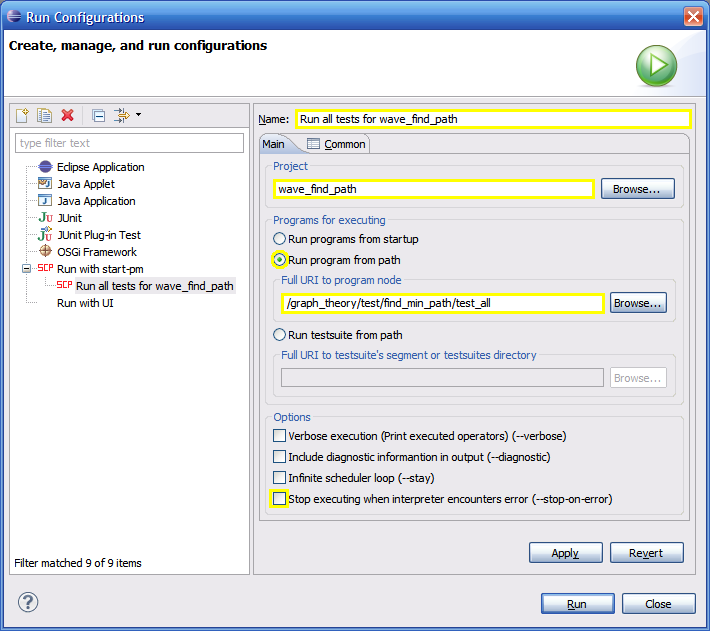 Run Configurations
Create, manage, and run configurations
type filter text
Eclipse Application
Java Applet
Java Application
Ju JUnit
Ju JUnit Plug-in Test
OSGi Framework
SCP Run with start-pm
SCP Run all tests for wave_find_path
Run with UI
Filter matched 9 of 9 items
Name: Run all tests for wave_find_path
Main Common
Project
wave_find_path Browse...
Programs for executing
Run programs from startup
Run program from path
Full URI to program node
/graph_theory/test/find_min_path/test_all Browse...
Run testsuite from path
Full URI to testsuite's segment or testsuites directory
Browse...
Options
Verbose execution (Print executed operators) (--verbose)
Include diagnostic informantion in output (--diagnostic)
Infinite scheduler loop (--stay)
Stop executing when interpreter encounters error (--stop-on-error)
Apply Revert
? Run Close